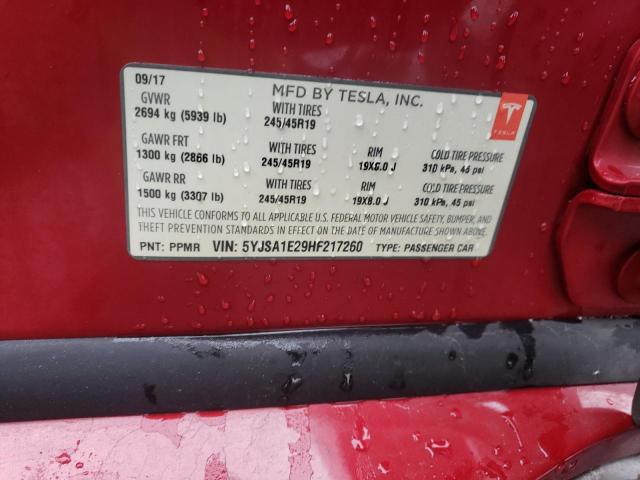 09/17
MFD BY TESLA, INC.
GVWR WITH TIRES
2694 kg (5939 lb) 245/45R19
TESLA
GAWR FRT WITH TIRES RIM COLD TIRE PRESSURE
1300 kg (2866 lb) 245/45R19 19X8.0 J 310 kPa, 45 psi
GAWR RR WITH TIRES RIM COLD TIRE PRESSURE
1500 kg (3307 lb) 245/45R19 19X8.0 J 310 kPa, 45 psi
THIS VEHICLE CONFORMS TO ALL APPLICABLE U.S. FEDERAL MOTOR VEHICLE SAFETY, BUMPER, AND
THEFT PREVENTION STANDARDS IN EFFECT ON THE DATE OF MANUFACTURE SHOWN ABOVE.
PNT: PPMR VIN: 5YJSA1E29HF217260 TYPE: PASSENGER CAR